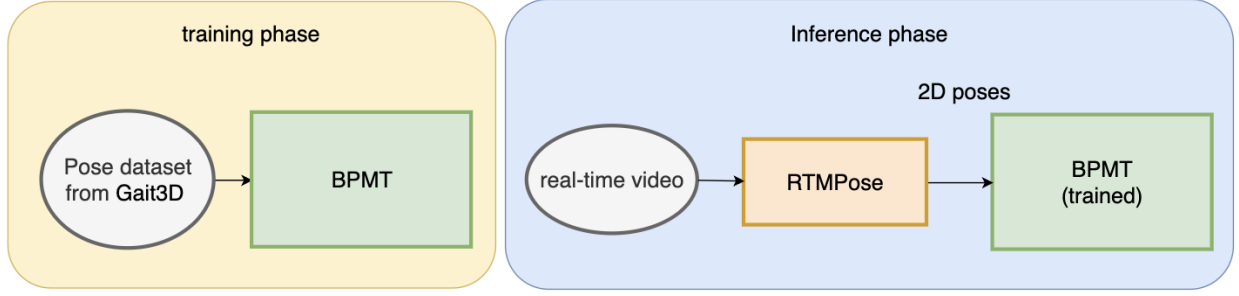 training phase
Pose dataset
from Gait3D
BPMT
Inference phase
real-time video
RTMPose
2D poses
BPMT
(trained)